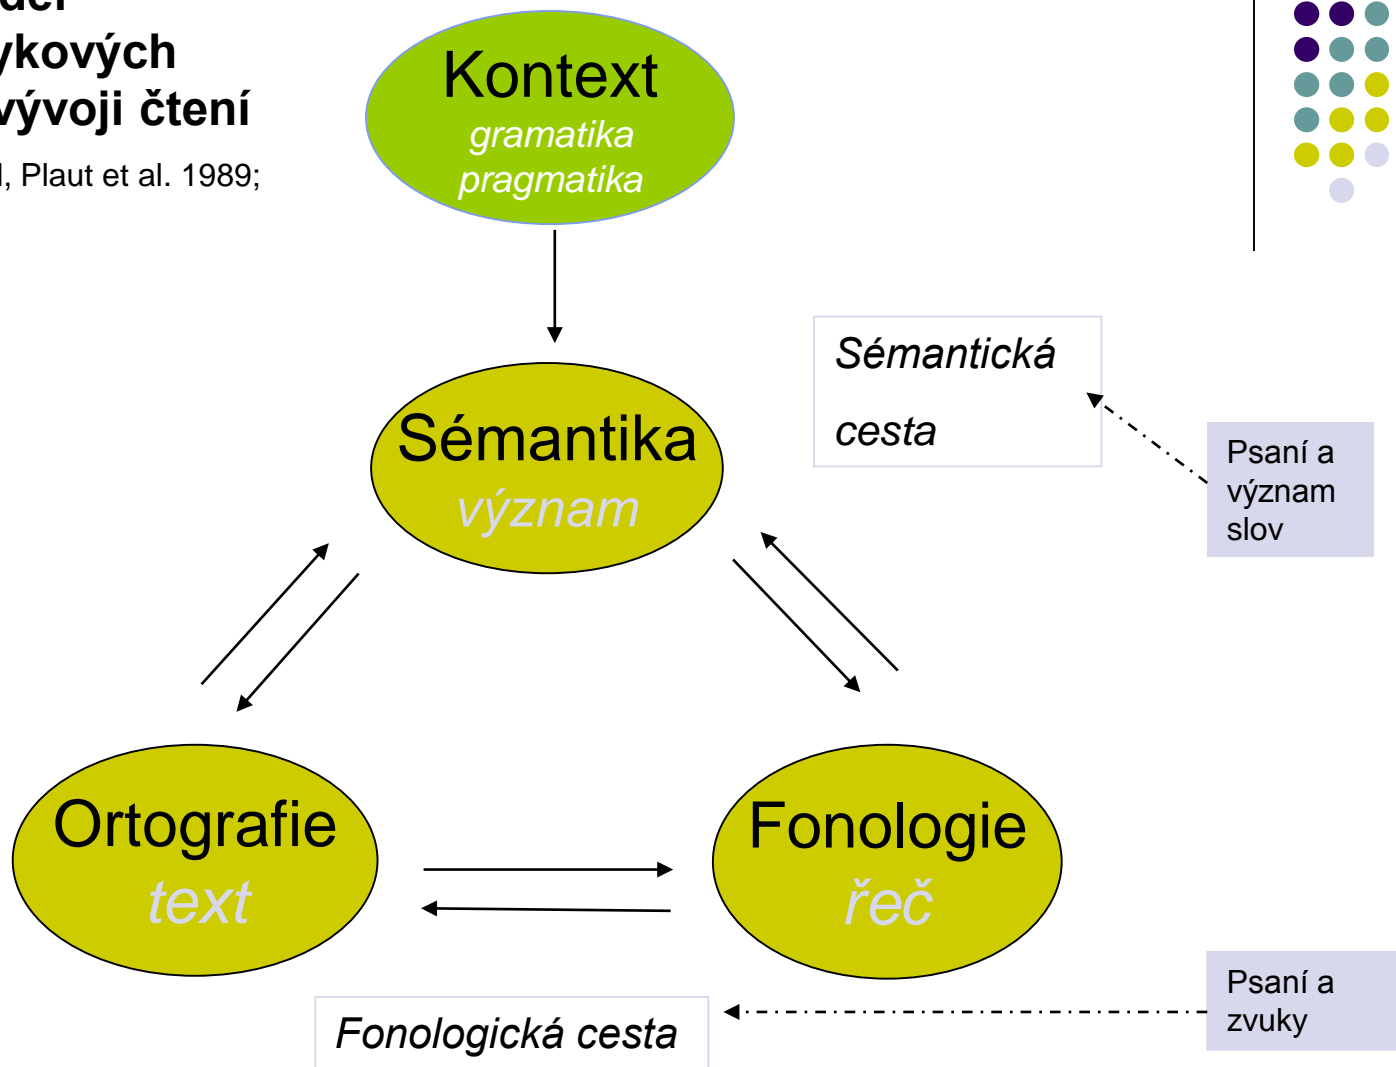 ykových
vývoji čtení
, Plaut et al. 1989;
Kontext
gramatika
pragmatika
Sémantická
cesta
Sémantika
význam
Psaní a
význam
slov
Ortografie
text
Fonologie
řeč
Fonologická cesta
Psaní a
zvuky